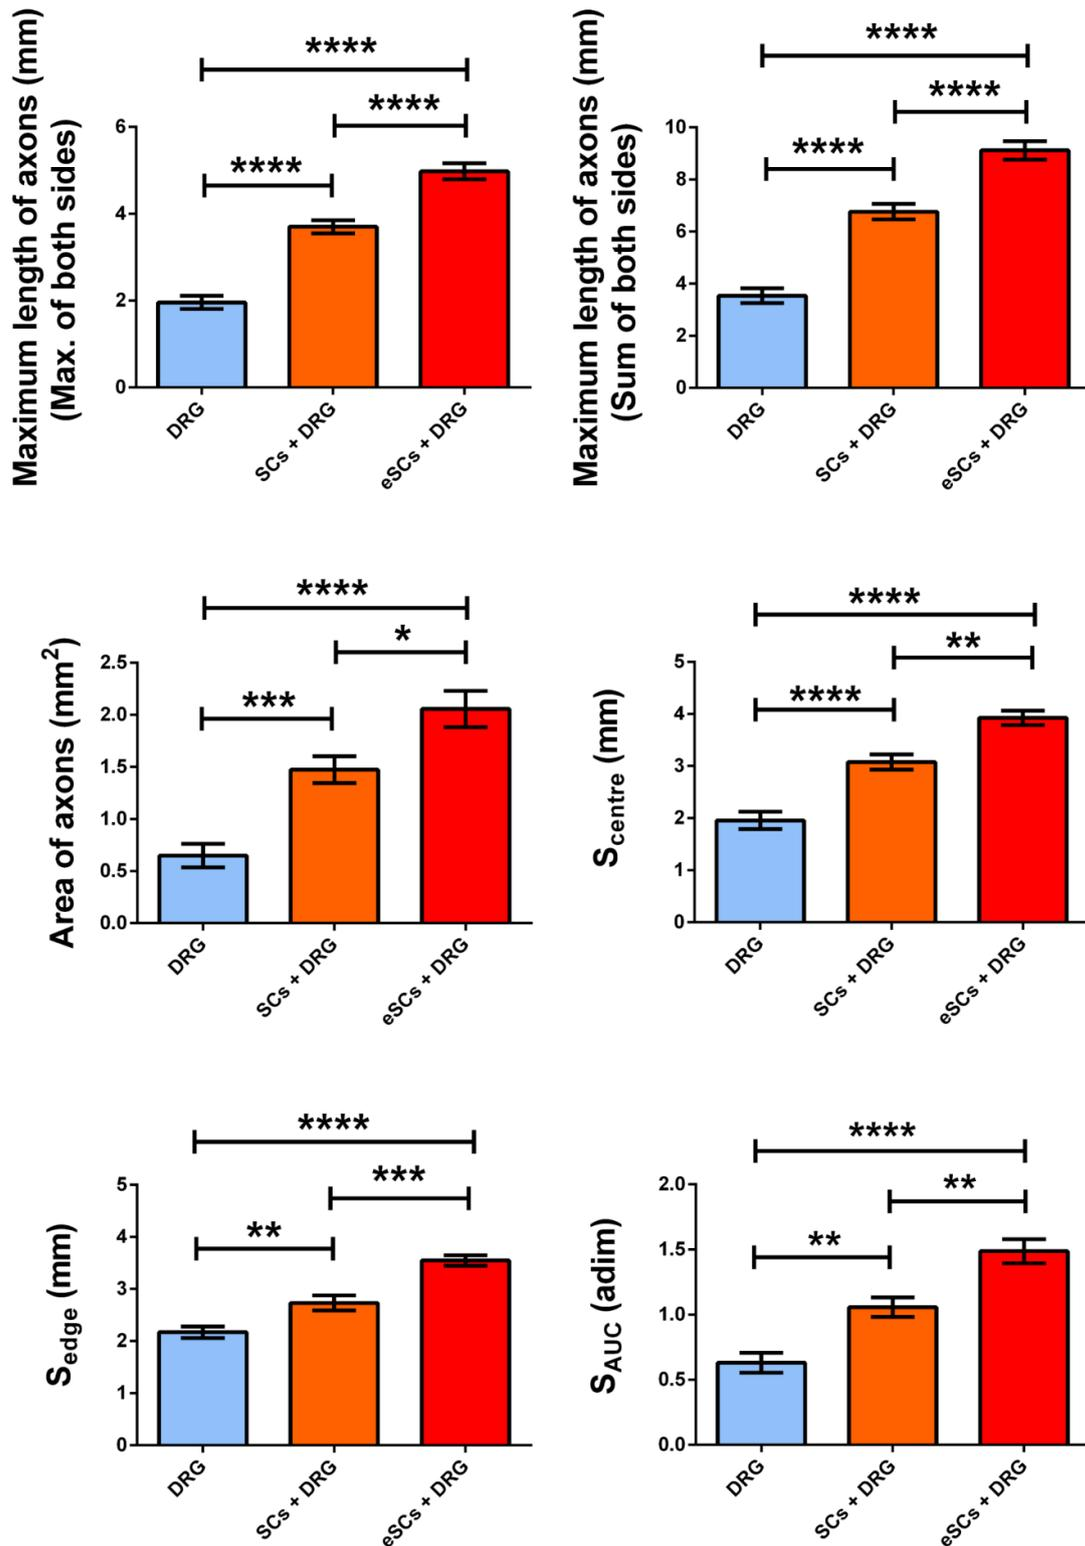 Maximum length of axons (mm)
(Max. of both sides)
****
****
****
6
4
2
0
DRG
SCs + DRG
eSCs + DRG
Maximum length of axons (mm)
(Sum of both sides)
****
****
****
10
8
6
4
2
0
DRG
SCs + DRG
eSCs + DRG
Area of axons (mm²)
****
*
***
2.5
2.0
1.5
1.0
0.5
0.0
DRG
SCs + DRG
eSCs + DRG
Scentre (mm)
****
**
****
5
4
3
2
1
0
DRG
SCs + DRG
eSCs + DRG
Sedge (mm)
****
***
**
5
4
3
2
1
0
DRG
SCs + DRG
eSCs + DRG
SAUC (adim)
****
**
**
2.0
1.5
1.0
0.5
0.0
DRG
SCs + DRG
eSCs + DRG